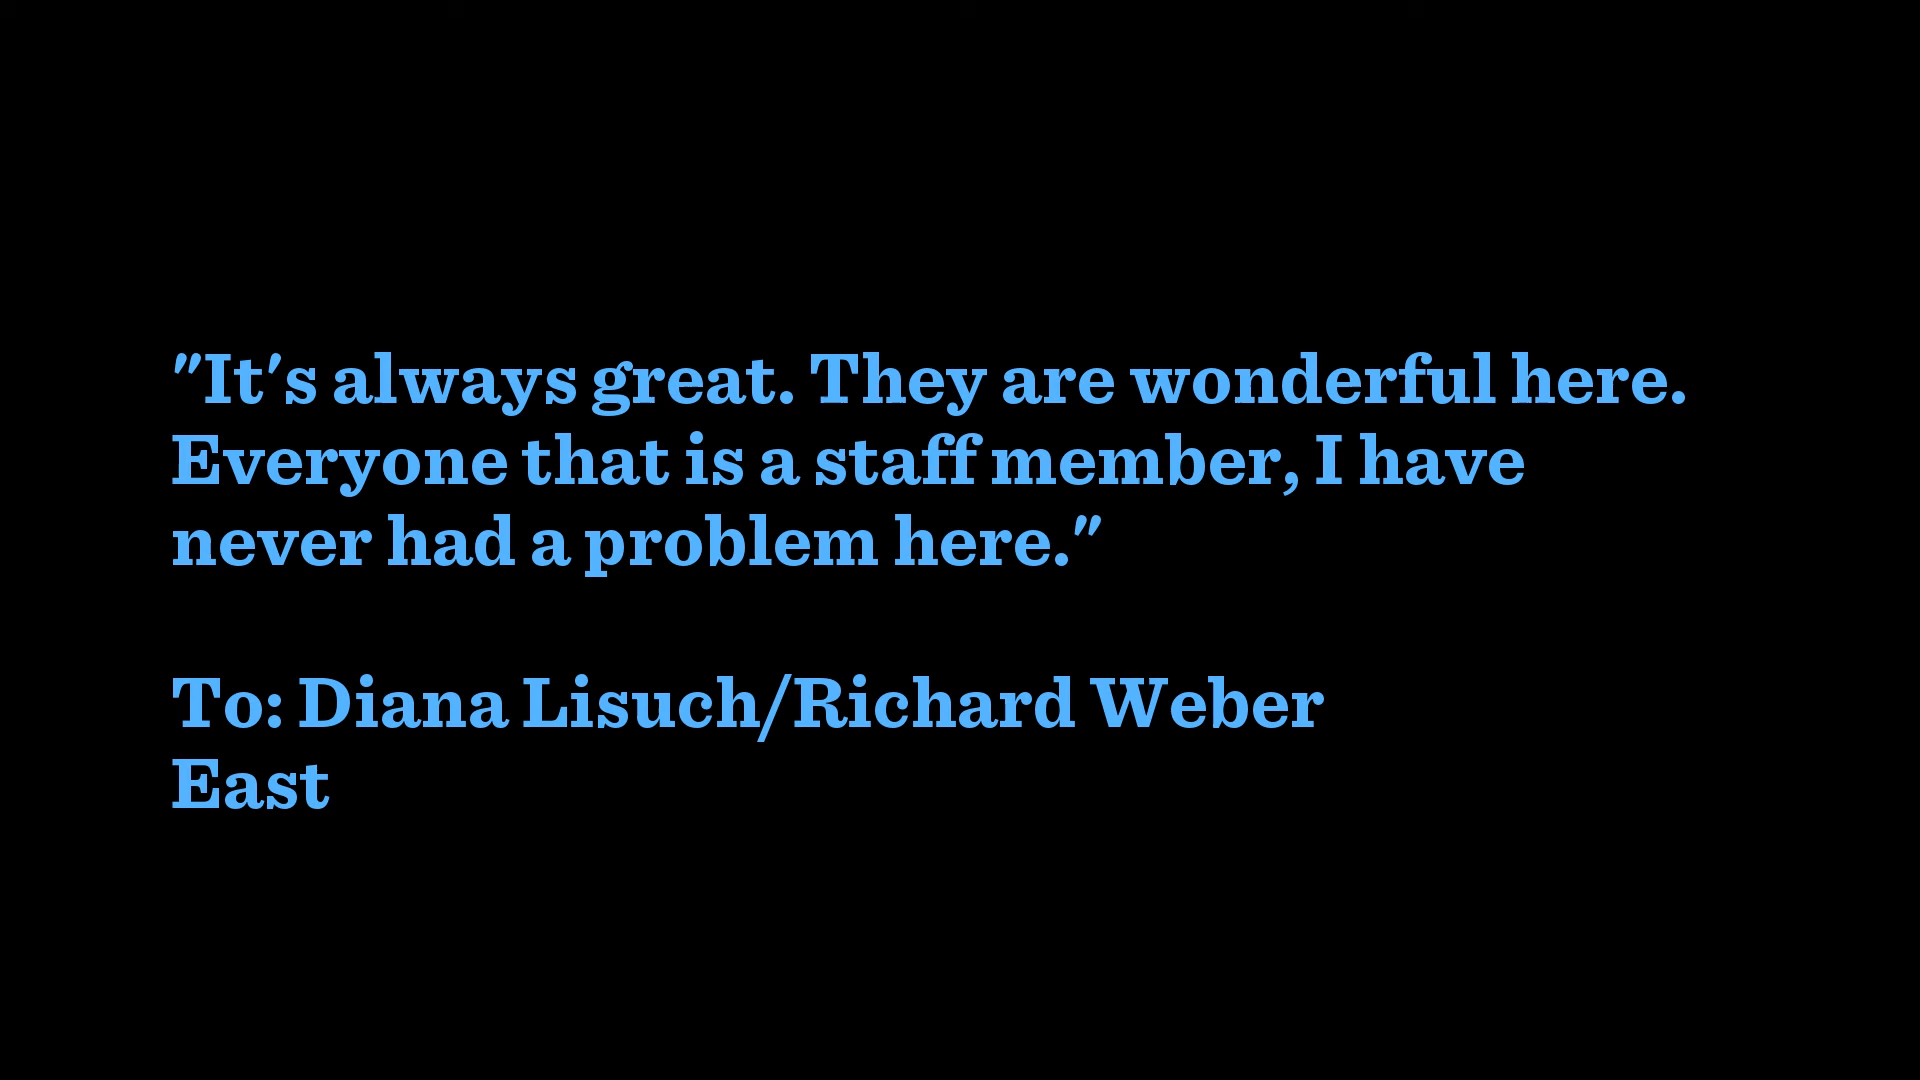 "It's always great. They are wonderful here.
Everyone that is a staff member, I have
never had a problem here."
To: Diana Lisuch/Richard Weber
East